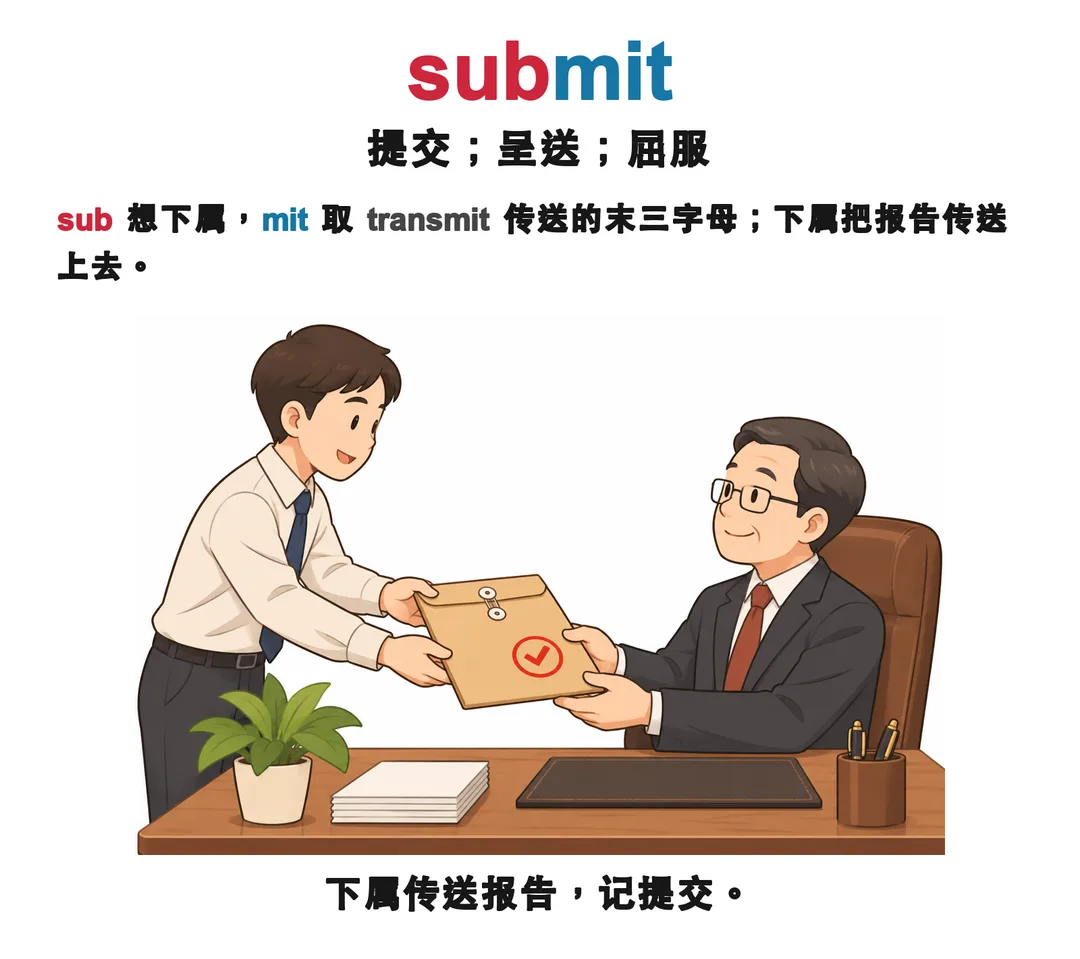 submit
提交；呈送；屈服
sub 想下属，mit 取 transmit 传送的末三字母；下属把报告传送
上去。
下属传送报告，记提交。